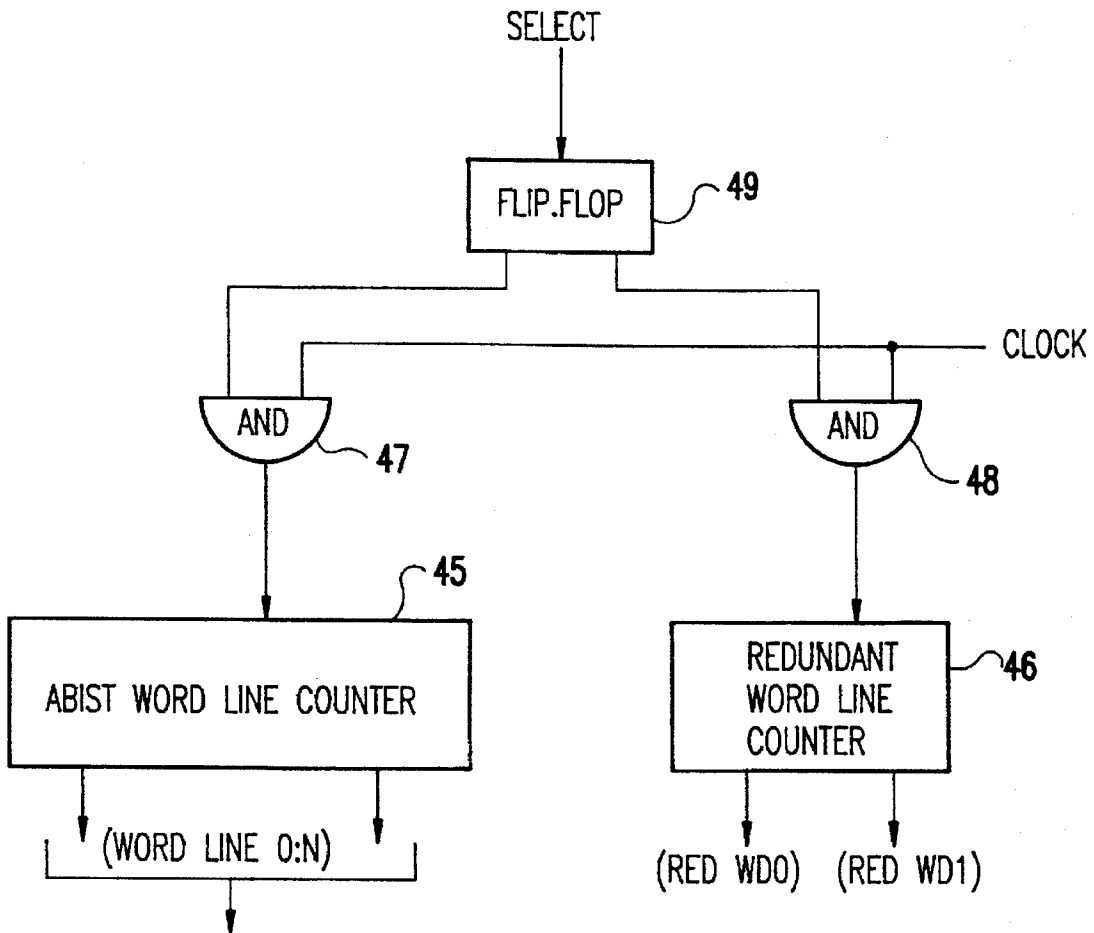 SELECT
FLIP.FLOP
49
CLOCK
AND
47
AND
48
45
ABIST WORD LINE COUNTER
REDUNDANT
WORD LINE
COUNTER
46
(WORD LINE 0:N)
(RED WD0) (RED WD1)